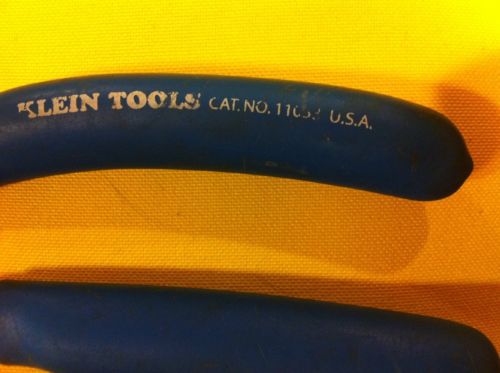 KLEIN TOOLS CAT. NO. U.S.A.